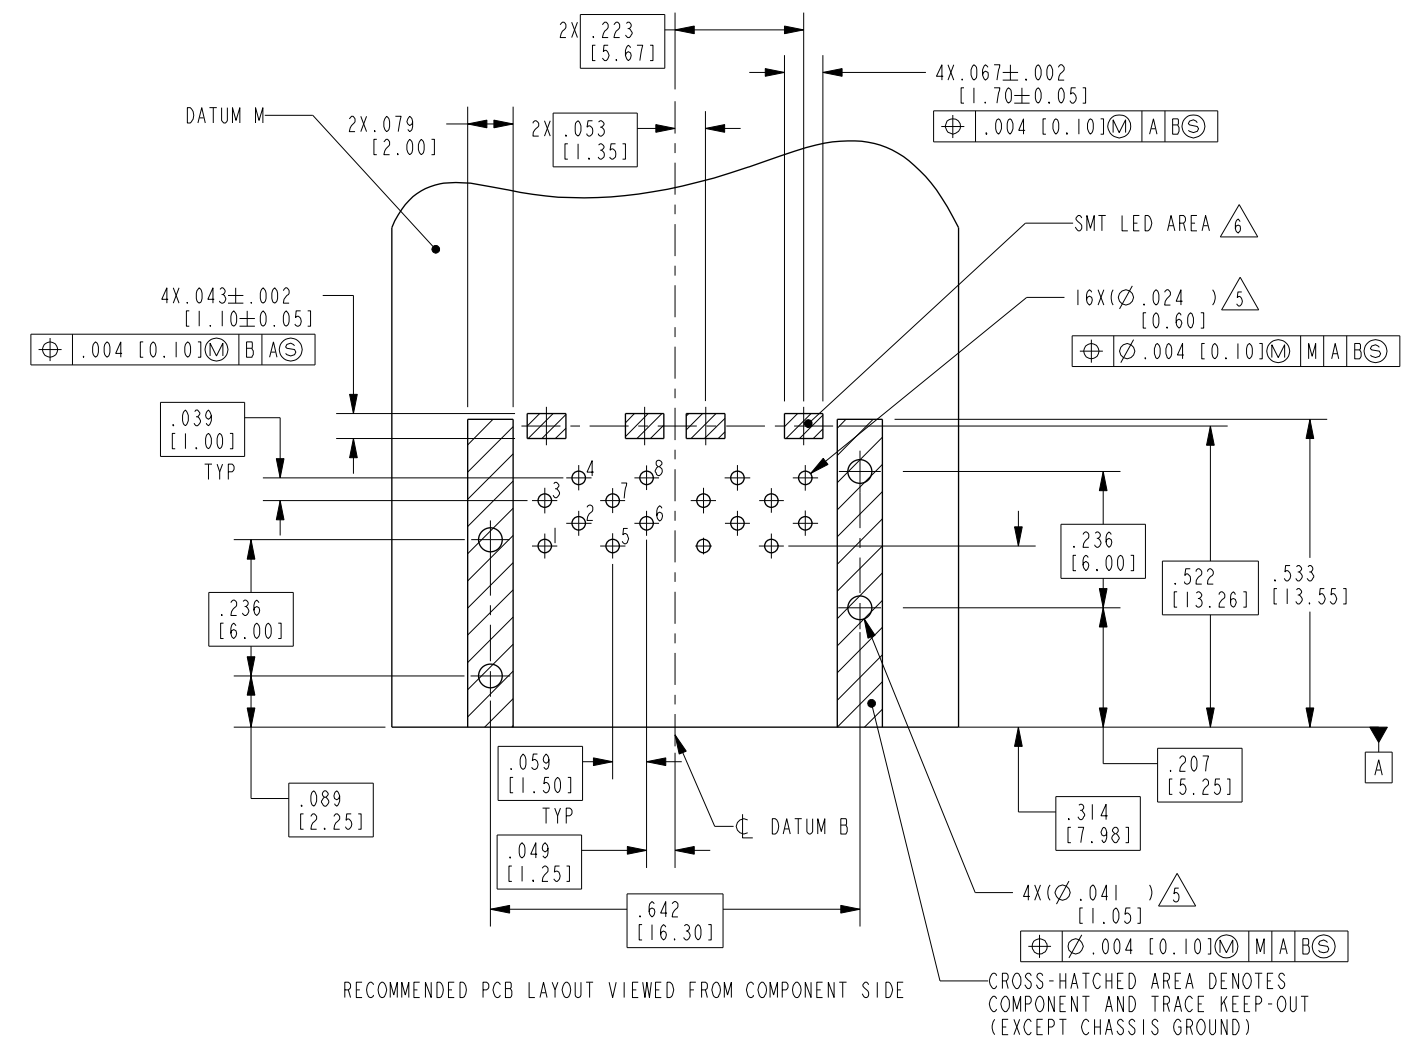 2X .223
[5.67]
4X.067±.002
[1.70±0.05]
⌖ .004 [0.10]Ⓜ A BⓈ
DATUM M
2X.079
[2.00]
2X .053
[1.35]
SMT LED AREA 6
4X.043±.002
[1.10±0.05]
⌖ .004 [0.10]Ⓜ B AⓈ
16X(Ø.024 ) 5
[0.60]
⌖ Ø.004 [0.10]Ⓜ M A BⓈ
.039
[1.00]
TYP
4 8
3 7
2 6
1 5
.236
[6.00]
.522
[13.26]
.533
[13.55]
.236
[6.00]
.089
[2.25]
.059
[1.50]
TYP
.049
[1.25]
℄ DATUM B
.207
[5.25]
A
.314
[7.98]
.642
[16.30]
4X(Ø.041 ) 5
[1.05]
⌖ Ø.004 [0.10]Ⓜ M A BⓈ
RECOMMENDED PCB LAYOUT VIEWED FROM COMPONENT SIDE
CROSS-HATCHED AREA DENOTES
COMPONENT AND TRACE KEEP-OUT
(EXCEPT CHASSIS GROUND)